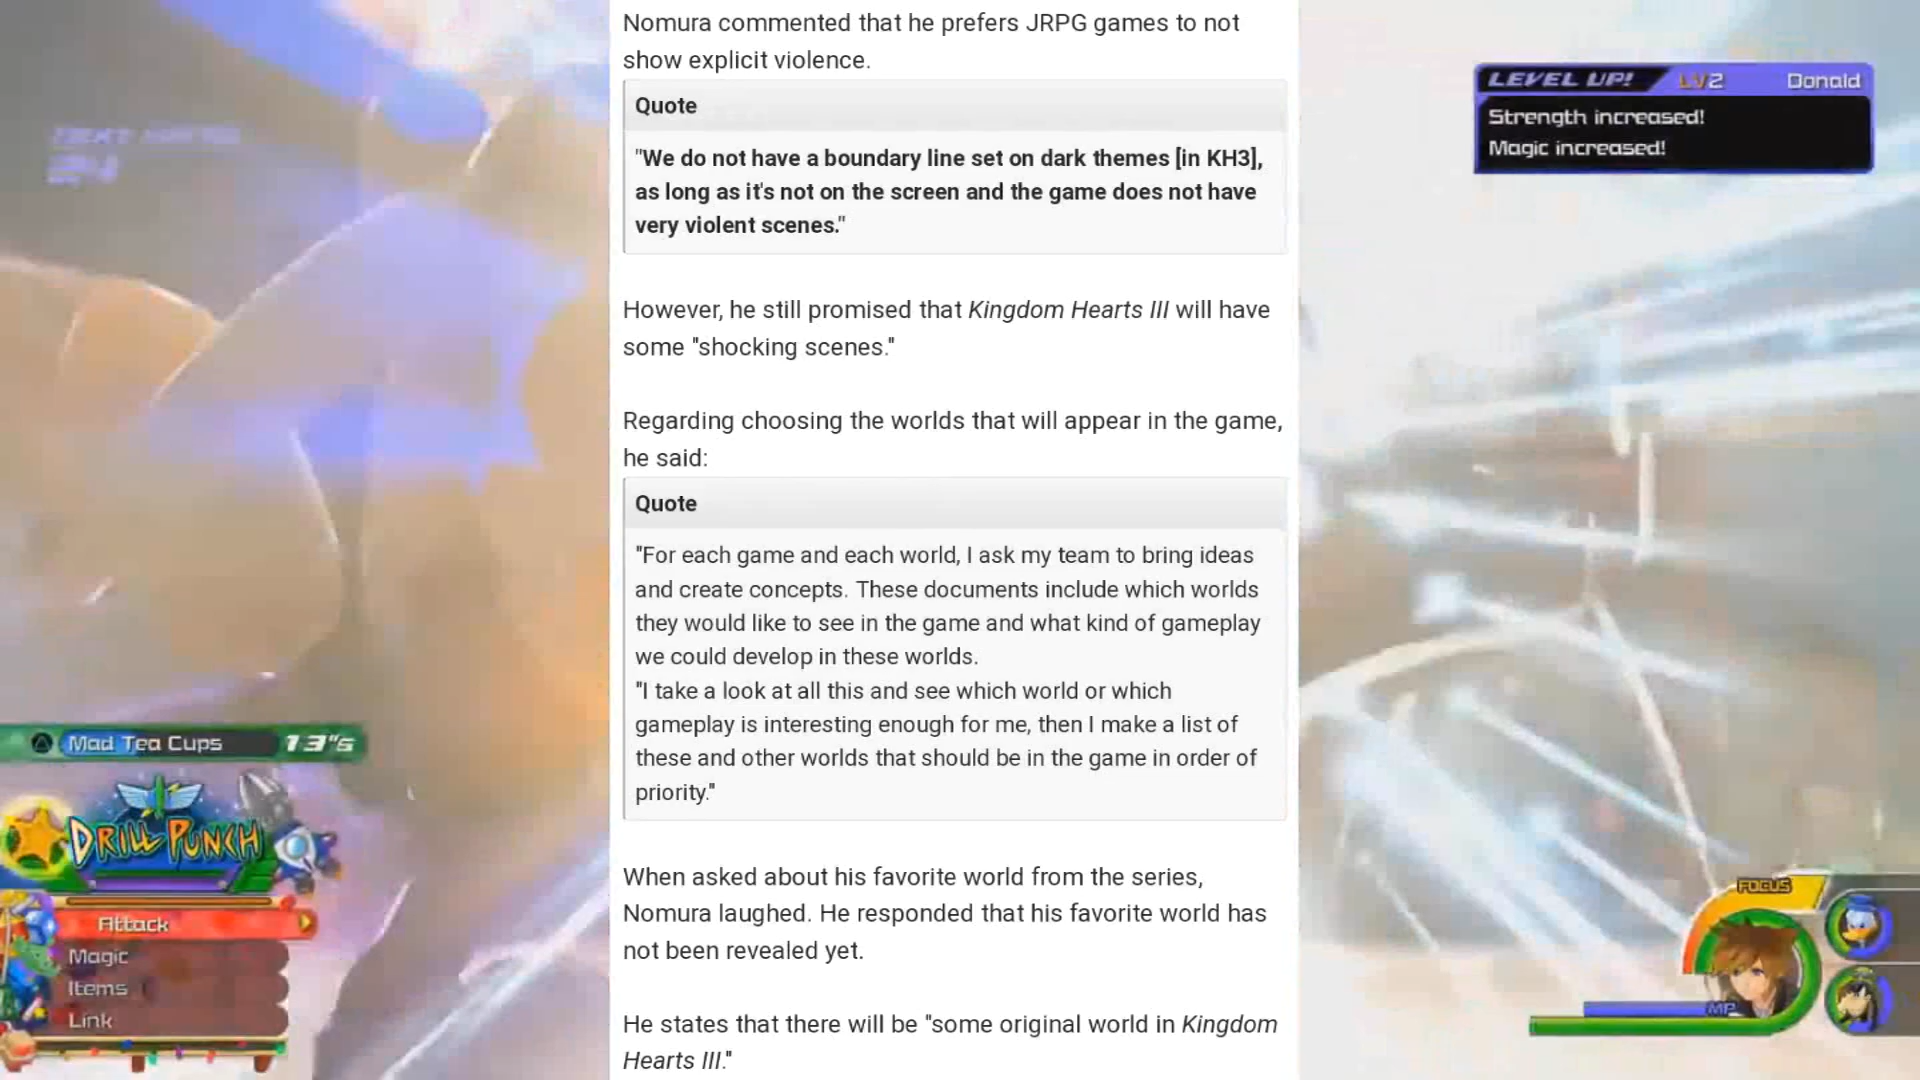 Nomura commented that he prefers JRPG games to not
show explicit violence.
Quote
"We do not have a boundary line set on dark themes [in KH3],
as long as it's not on the screen and the game does not have
very violent scenes."
However, he still promised that Kingdom Hearts III will have
some "shocking scenes."
Regarding choosing the worlds that will appear in the game,
he said:
Quote
"For each game and each world, I ask my team to bring ideas
and create concepts. These documents include which worlds
they would like to see in the game and what kind of gameplay
we could develop in these worlds.
"I take a look at all this and see which world or which
gameplay is interesting enough for me, then I make a list of
these and other worlds that should be in the game in order of
priority."
When asked about his favorite world from the series,
Nomura laughed. He responded that his favorite world has
not been revealed yet.
He states that there will be "some original world in Kingdom
Hearts III."
LEVEL UP! LV2 Donald
Strength increased!
Magic increased!
Mad Tea Cups 13"s
DRILL PUNCH
Attack
Magic
Items
Link
FOCUS
MP